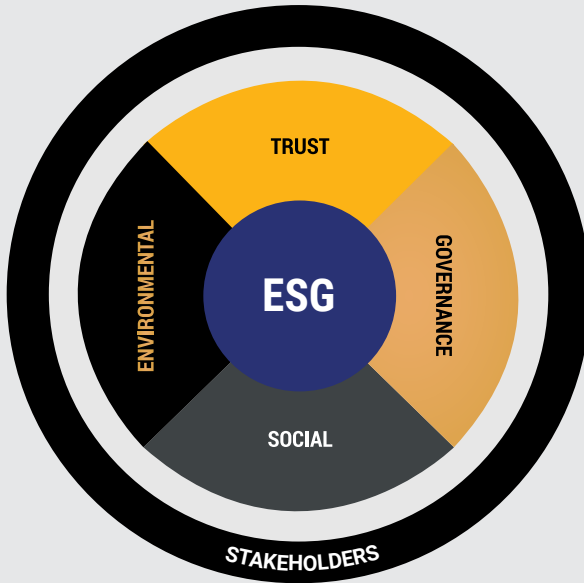 TRUST
ENVIRONMENTAL
ESG
GOVERNANCE
SOCIAL
STAKEHOLDERS